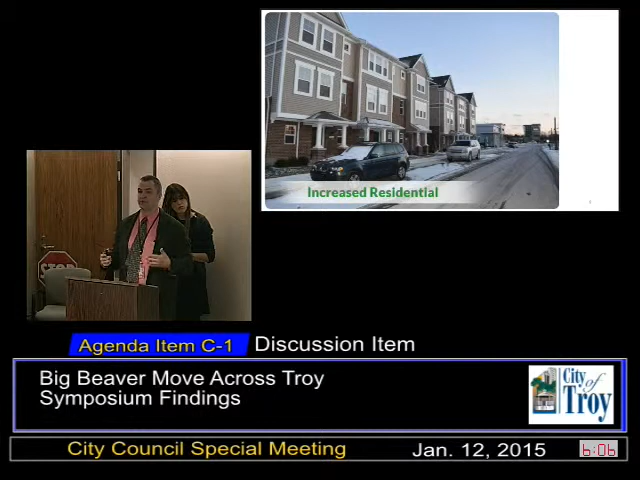 Increased Residential
STOP
Agenda Item C-1 Discussion Item
Big Beaver Move Across Troy
Symposium Findings
City
of
Troy
City Council Special Meeting Jan. 12, 2015 6:06